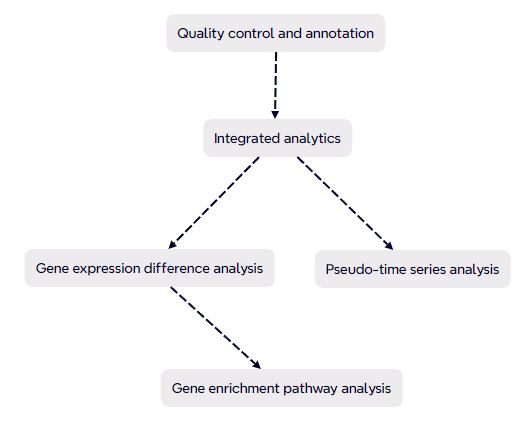 Quality control and annotation
Integrated analytics
Gene expression difference analysis
Pseudo-time series analysis
Gene enrichment pathway analysis